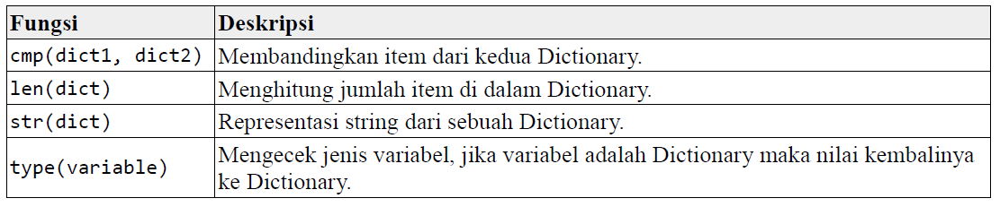 Fungsi Deskripsi
cmp(dict1, dict2) Membandingkan item dari kedua Dictionary.
len(dict) Menghitung jumlah item di dalam Dictionary.
str(dict) Representasi string dari sebuah Dictionary.
type(variable) Mengecek jenis variabel, jika variabel adalah Dictionary maka nilai kembalinya
ke Dictionary.